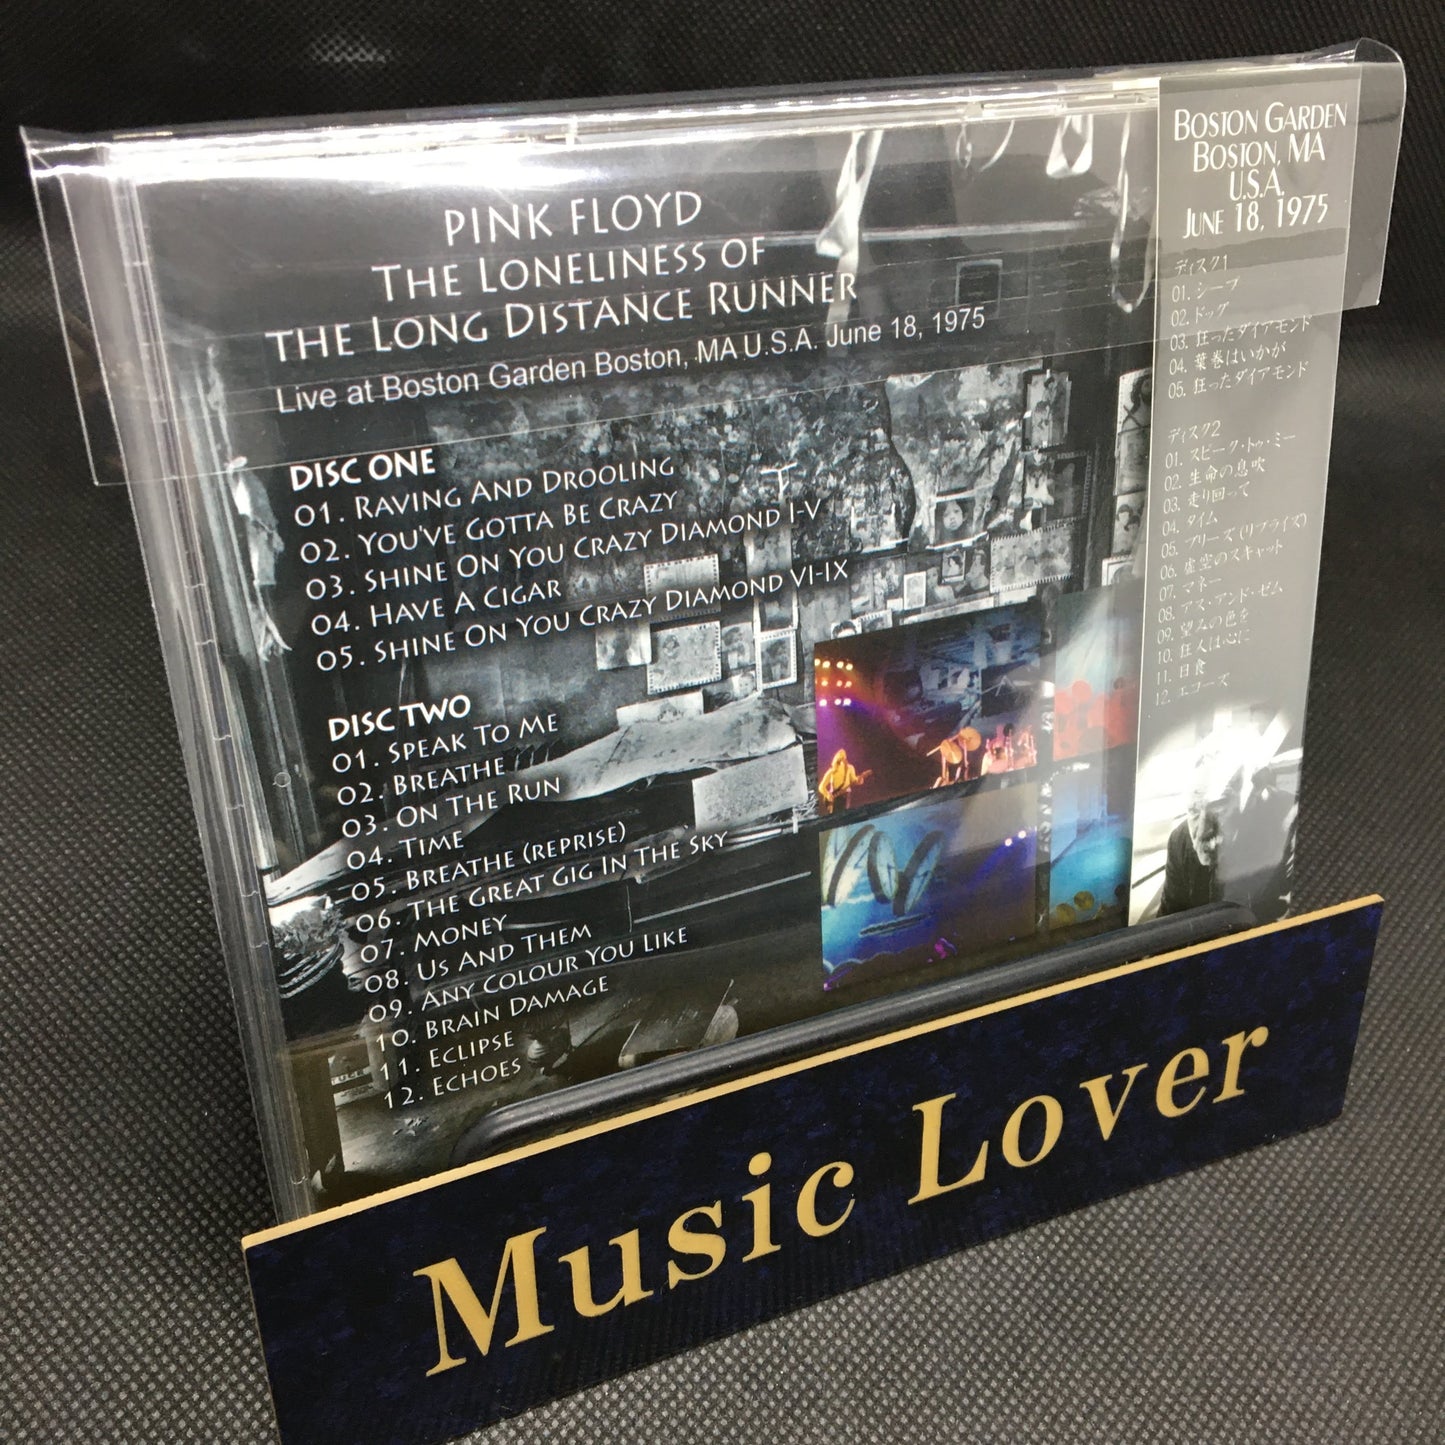 PINK FLOYD
THE LONELINESS OF
THE LONG DISTANCE RUNNER
Live at Boston Garden Boston, MA U.S.A. June 18, 1975
DISC ONE
01. RAVING AND DROOLING
02. YOU'VE GOTTA BE CRAZY
03. SHINE ON YOU CRAZY DIAMOND I-V
04. HAVE A CIGAR
05. SHINE ON YOU CRAZY DIAMOND VI-IX
DISC TWO
01. SPEAK TO ME
02. BREATHE
03. ON THE RUN
04. TIME
05. BREATHE (REPRISE)
06. THE GREAT GIG IN THE SKY
07. MONEY
08. US AND THEM
09. ANY COLOUR YOU LIKE
10. BRAIN DAMAGE
11. ECLIPSE
12. ECHOES
BOSTON GARDEN
BOSTON, MA
U.S.A.
JUNE 18, 1975
ディスク1
01. シープ
02. ドッグ
03. 狂ったダイアモンド
04. 葉巻はいかが
05. 狂ったダイアモンド
ディスク2
01. スピーク・トゥ・ミー
02. 生命の息吹
03. 走り回って
04. タイム
05. ブリーズ (リプライズ)
06. 虚空のスキャット
07. マネー
08. アス・アンド・ゼム
09. 望みの色を
10. 狂人は心に
11. 日食
12. エコーズ
Music Lover